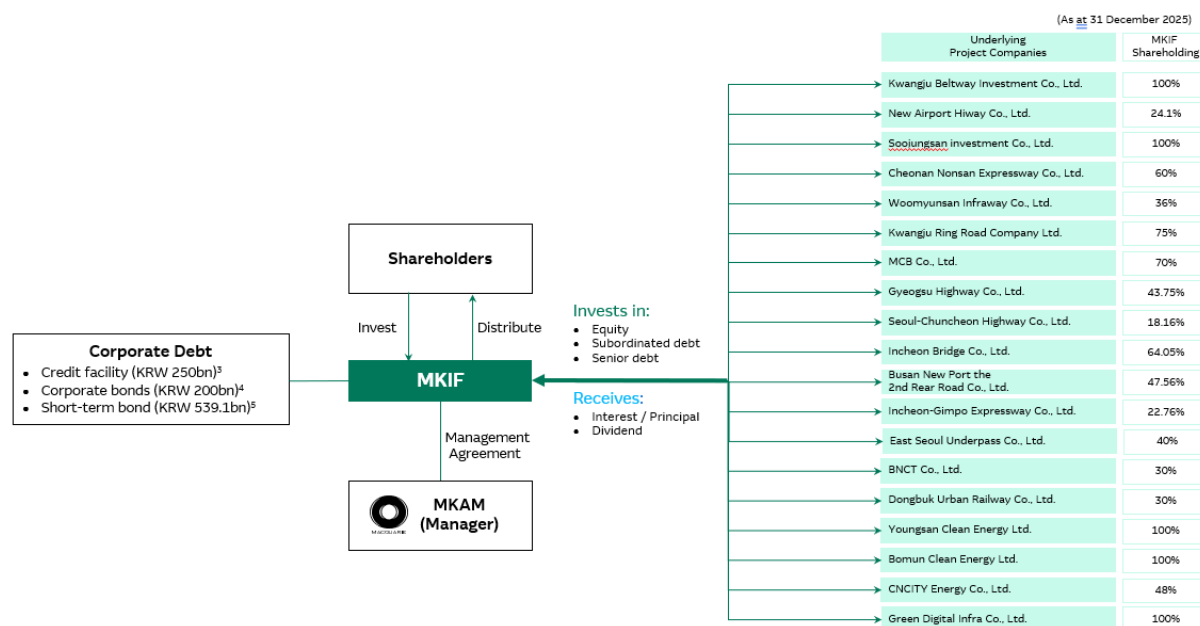 (As at 31 December 2025)
Underlying
Project Companies
MKIF
Shareholding
Kwangju Beltway Investment Co., Ltd.
100%
New Airport Hiway Co., Ltd.
24.1%
Soojungsan investment Co., Ltd.
100%
Cheonan Nonsan Expressway Co., Ltd.
60%
Woomyunsan Infraway Co., Ltd.
36%
Kwangju Ring Road Company Ltd.
75%
MCB Co., Ltd.
70%
Gyeogsu Highway Co., Ltd.
43.75%
Seoul-Chuncheon Highway Co., Ltd.
18.16%
Incheon Bridge Co., Ltd.
64.05%
Busan New Port the
2nd Rear Road Co., Ltd.
47.56%
Incheon-Gimpo Expressway Co., Ltd.
22.76%
East Seoul Underpass Co., Ltd.
40%
BNCT Co., Ltd.
30%
Dongbuk Urban Railway Co., Ltd.
30%
Youngsan Clean Energy Ltd.
100%
Bomun Clean Energy Ltd.
100%
CNCITY Energy Co., Ltd.
48%
Green Digital Infra Co., Ltd.
100%
Shareholders
Invest
Distribute
Corporate Debt
• Credit facility (KRW 250bn)³
• Corporate bonds (KRW 200bn)⁴
• Short-term bond (KRW 539.1bn)⁵
MKIF
Invests in:
• Equity
• Subordinated debt
• Senior debt
Receives:
• Interest / Principal
• Dividend
Management
Agreement
MACQUARIE
MKAM
(Manager)